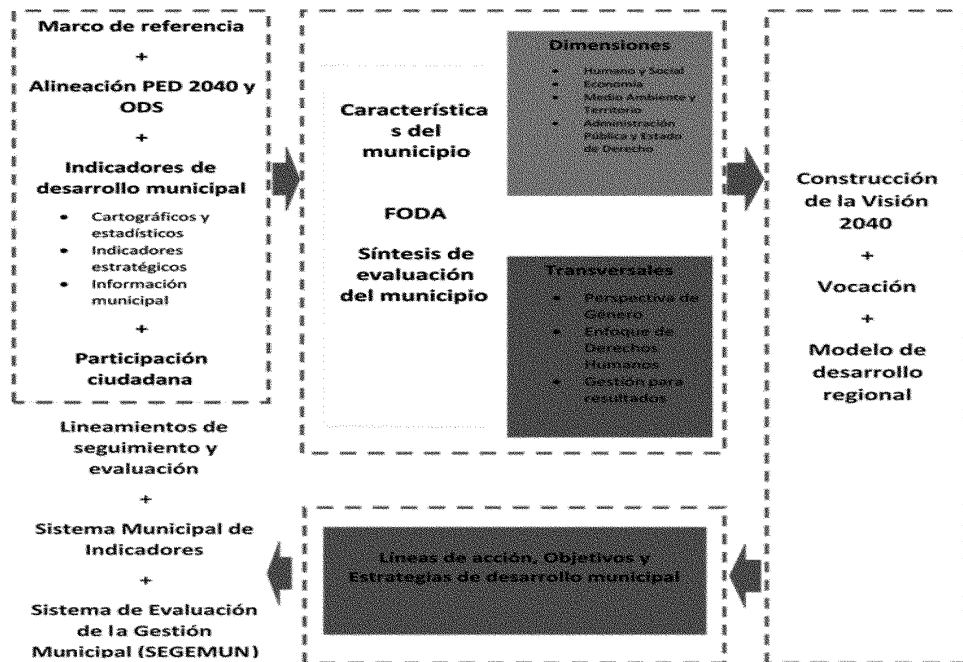 Marco de referencia
+
Alineación PED 2040 y
ODS
+
Indicadores de
desarrollo municipal
• Cartográficos y
estadísticos
• Indicadores
estratégicos
• Información
municipal
+
Participación
ciudadana
Característica
s del
municipio
FODA
Síntesis de
evaluación
del municipio
Dimensiones
• Humano y Social
• Economía
• Medio Ambiente y
Territorio
• Administración
Pública y Estado
de Derecho
Transversales
• Perspectiva de
Género
• Enfoque de
Derechos
Humanos
• Gestión para
resultados
Construcción
de la Visión
2040
+
Vocación
+
Modelo de
desarrollo
regional
Líneas de acción, Objetivos y
Estrategias de desarrollo municipal
Lineamientos de
seguimiento y
evaluación
+
Sistema Municipal de
Indicadores
+
Sistema de Evaluación
de la Gestión
Municipal (SEGEMUN)